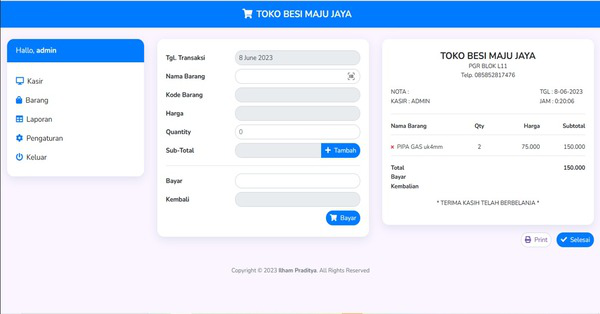 TOKO BESI MAJU JAYA
Hallo, admin
Kasir
Barang
Laporan
Pengaturan
Keluar
Tgl. Transaksi 8 June 2023
Nama Barang
Kode Barang
Harga
Quantity 0
Sub-Total + Tambah
Bayar
Kembali
Bayar
TOKO BESI MAJU JAYA
PGR BLOK L11
Telp. 085852817476
NOTA : TGL : 8-06-2023
KASIR : ADMIN JAM : 0:20:06
Nama Barang Qty Harga Subtotal
× PIPA GAS uk4mm 2 75.000 150.000
Total 150.000
Bayar
Kembalian
* TERIMA KASIH TELAH BERBELANJA *
Print Selesai
Copyright © 2023 Ilham Praditya. All Rights Reserved